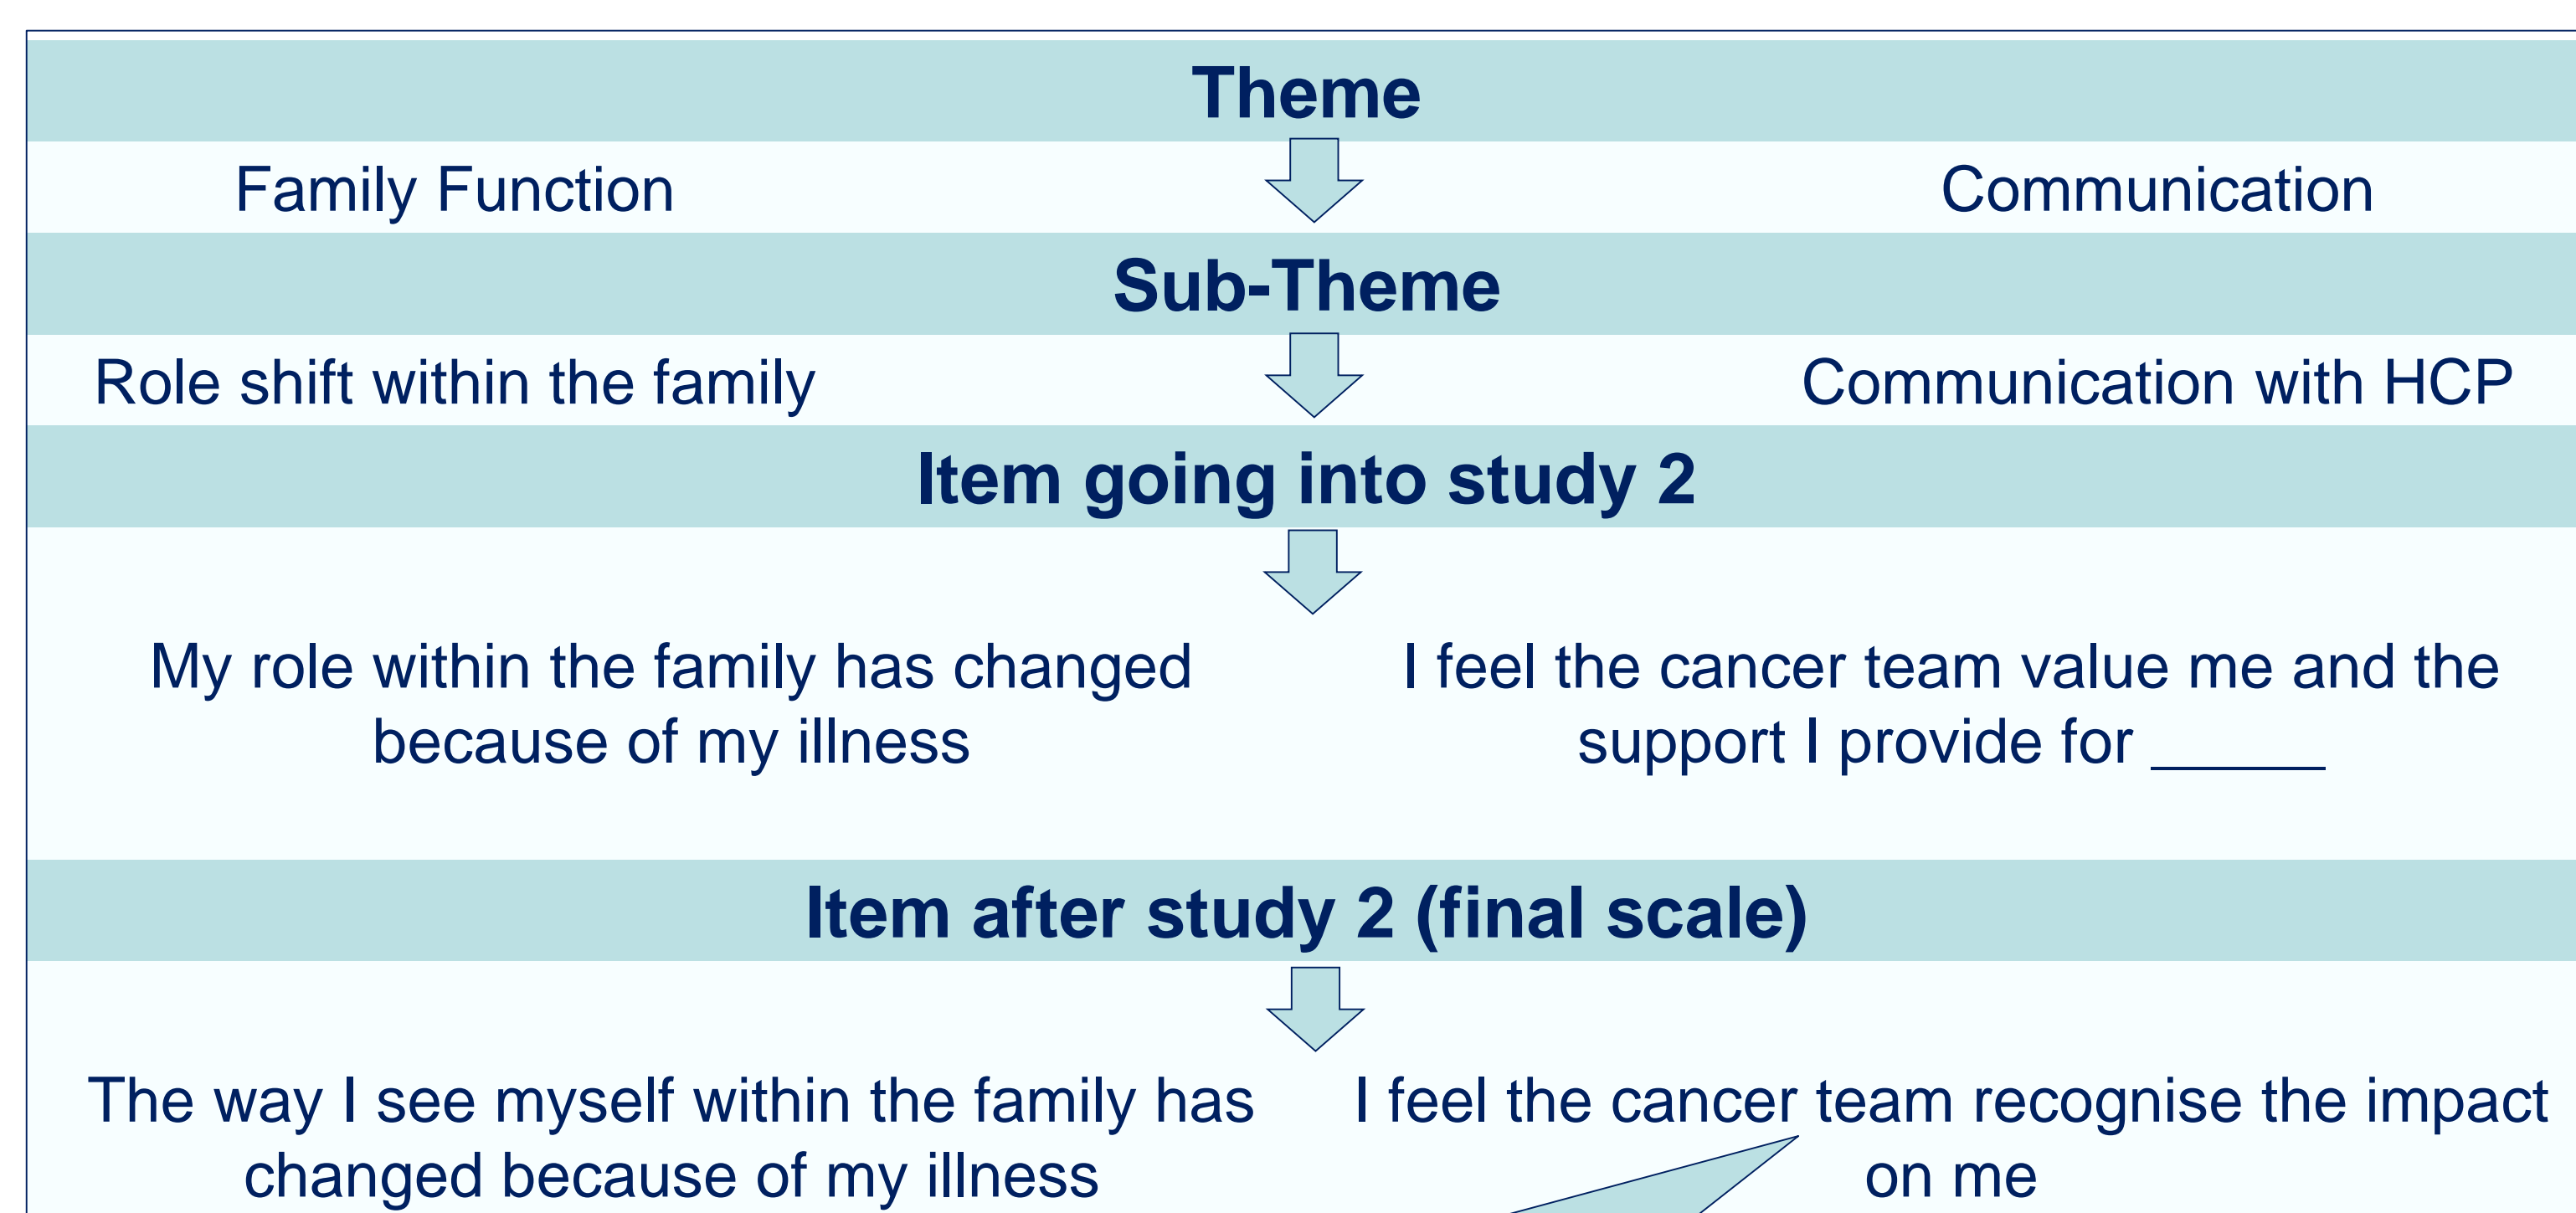 Theme
Family Function
Communication
Sub-Theme
Role shift within the family
Communication with HCP
Item going into study 2
My role within the family has changed
because of my illness
I feel the cancer team value me and the
support I provide for _____
Item after study 2 (final scale)
The way I see myself within the family has
changed because of my illness
I feel the cancer team recognise the impact
on me